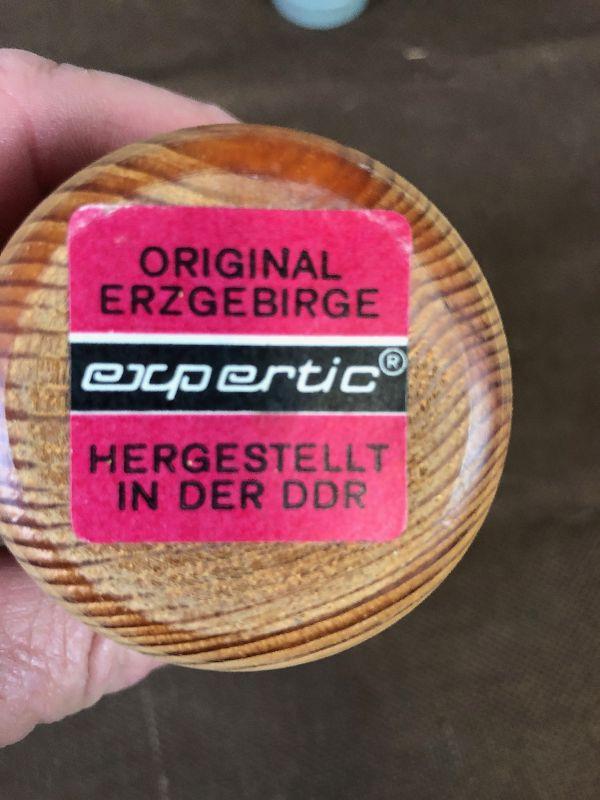 ORIGINAL
ERZGEBIRGE
expertic®
HERGESTELLT
IN DER DDR